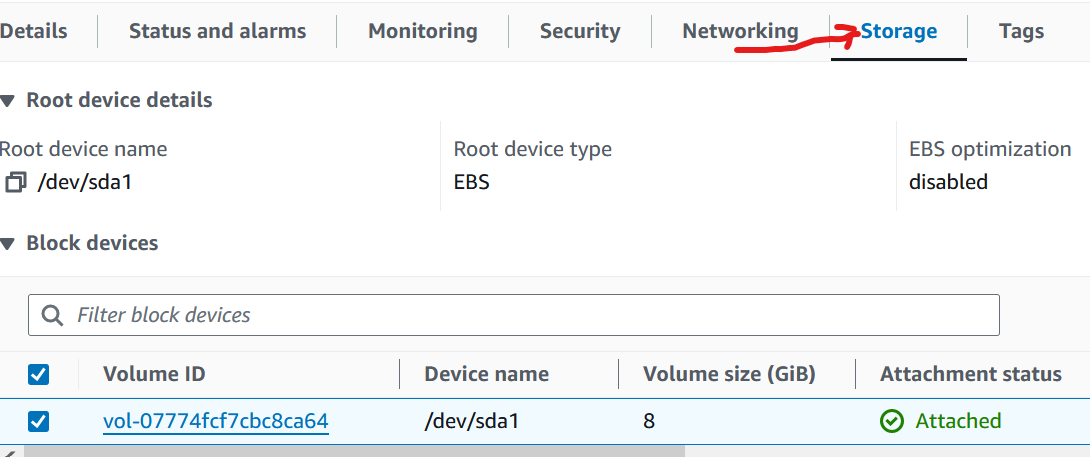 Details Status and alarms Monitoring Security Networking Storage Tags
Root device details
Root device name Root device type EBS optimization
/dev/sda1 EBS disabled
Block devices
Filter block devices
Volume ID Device name Volume size (GiB) Attachment status
vol-07774fcf7cbc8ca64 /dev/sda1 8 Attached